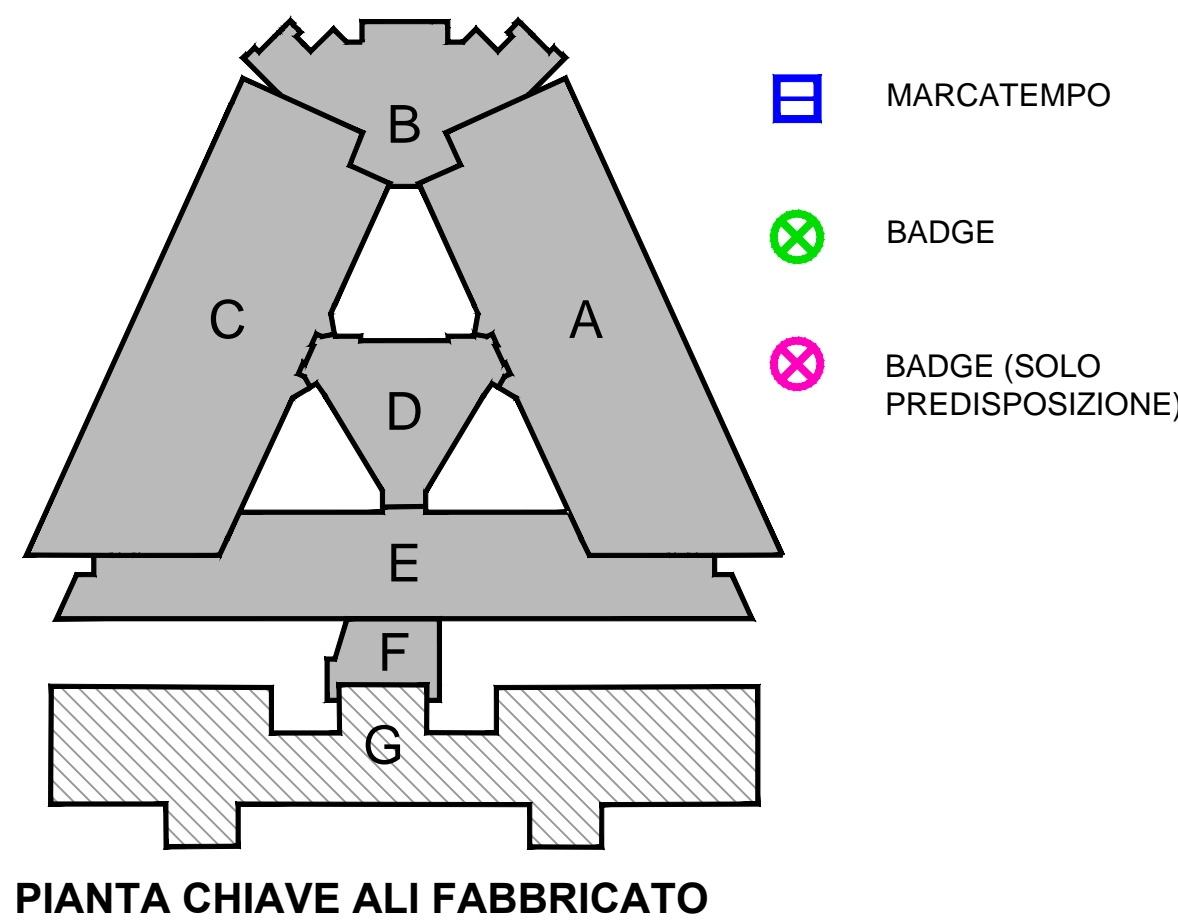 B
C
A
D
E
F
G
MARCATEMPO
BADGE
BADGE (SOLO
PREDISPOSIZIONE)
PIANTA CHIAVE ALI FABBRICATO